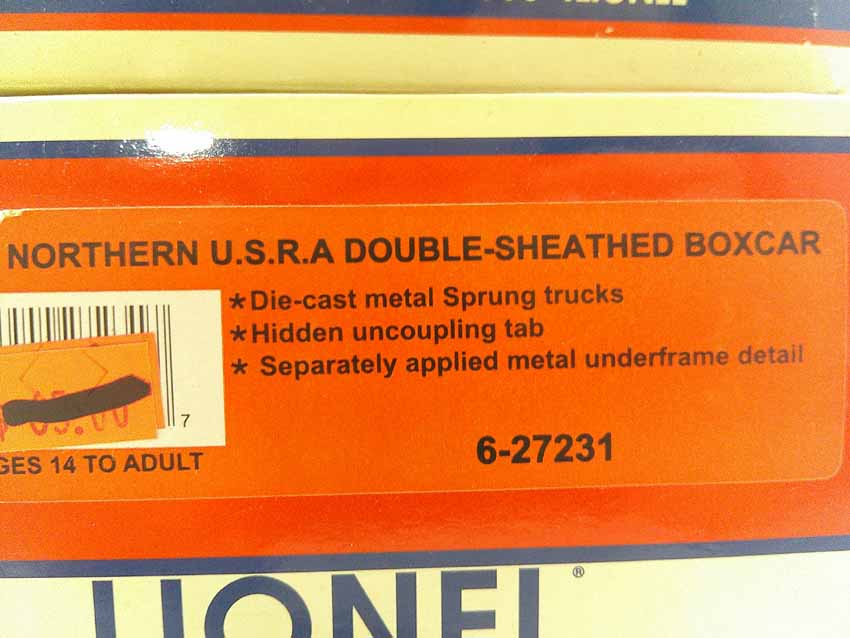 LIONEL
NORTHERN U.S.R.A DOUBLE-SHEATHED BOXCAR
*Die-cast metal Sprung trucks
*Hidden uncoupling tab
* Separately applied metal underframe detail
7
GES 14 TO ADULT
6-27231
LIONEL®